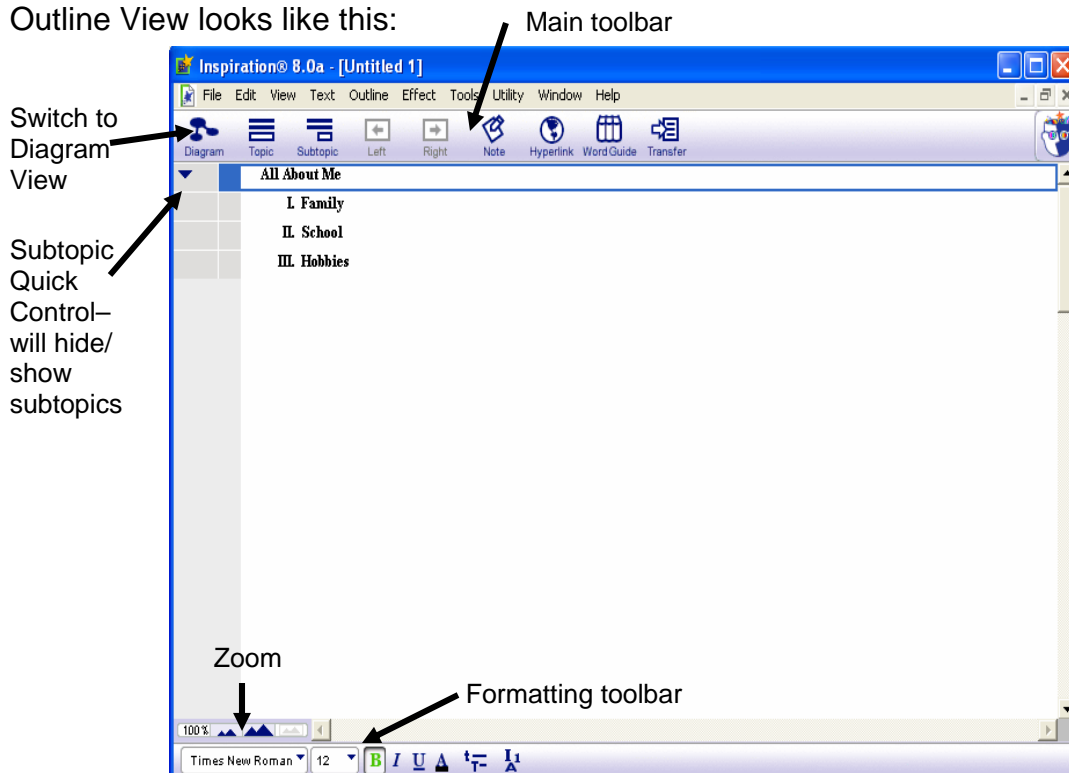 Outline View looks like this:
Main toolbar
Inspiration® 8.0a - [Untitled 1]
File Edit View Text Outline Effect Tools Utility Window Help
Switch to
Diagram
View
Diagram Topic Subtopic Left Right Note Hyperlink Word Guide Transfer
All About Me
I. Family
II. School
III. Hobbies
Subtopic
Quick
Control–
will hide/
show
subtopics
Zoom
Formatting toolbar
100%
Times New Roman 12 B I U A